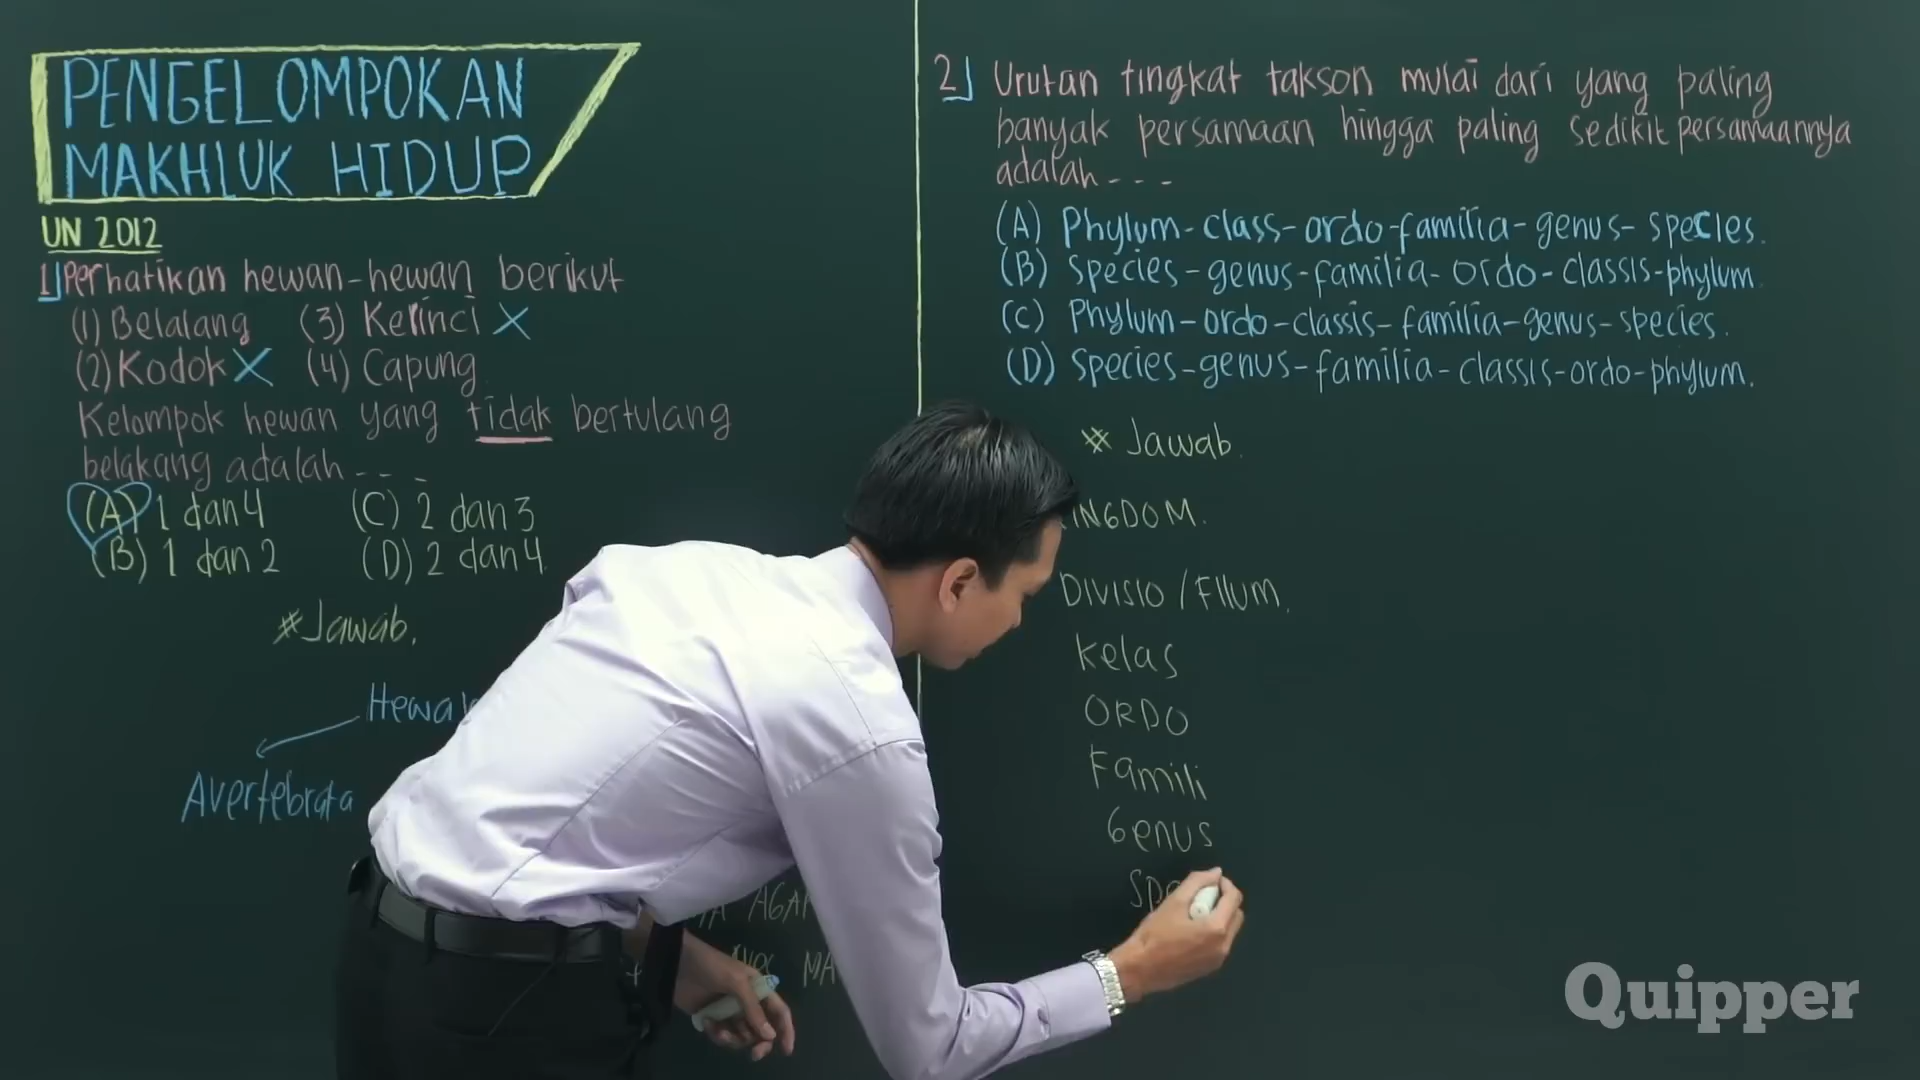 PENGELOMPOKAN
MAKHLUK HIDUP
UN 2012
1] Perhatikan hewan-hewan berikut
(1) Belalang (3) Kelinci X
(2) Kodok X (4) Capung
Kelompok hewan yang tidak bertulang
belakang adalah - - -
(A) 1 dan 4 (C) 2 dan 3
(B) 1 dan 2 (D) 2 dan 4
* Jawab.
Hewa
Avertebrata
AGA
MA
2] Urutan tingkat takson mulai dari yang paling
banyak persamaan hingga paling sedikit persamaannya
adalah - - -
(A) Phylum-class-ordo-familia-genus-species.
(B) Species-genus-familia-ordo-classis-phylum.
(C) Phylum-ordo-classis-familia-genus-species.
(D) Species-genus-familia-classis-ordo-phylum.
* Jawab.
INGDOM.
DIVISIO / FILUM.
Kelas
ORDO
Famili
Genus
Sp
Quipper